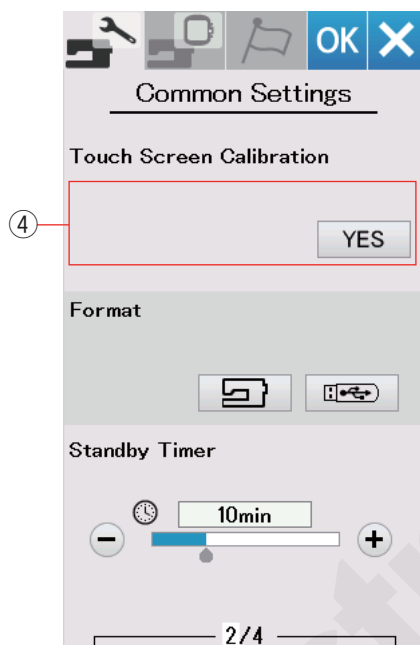 OK
Common Settings
Touch Screen Calibration
④
YES
Format
Standby Timer
10min
2/4